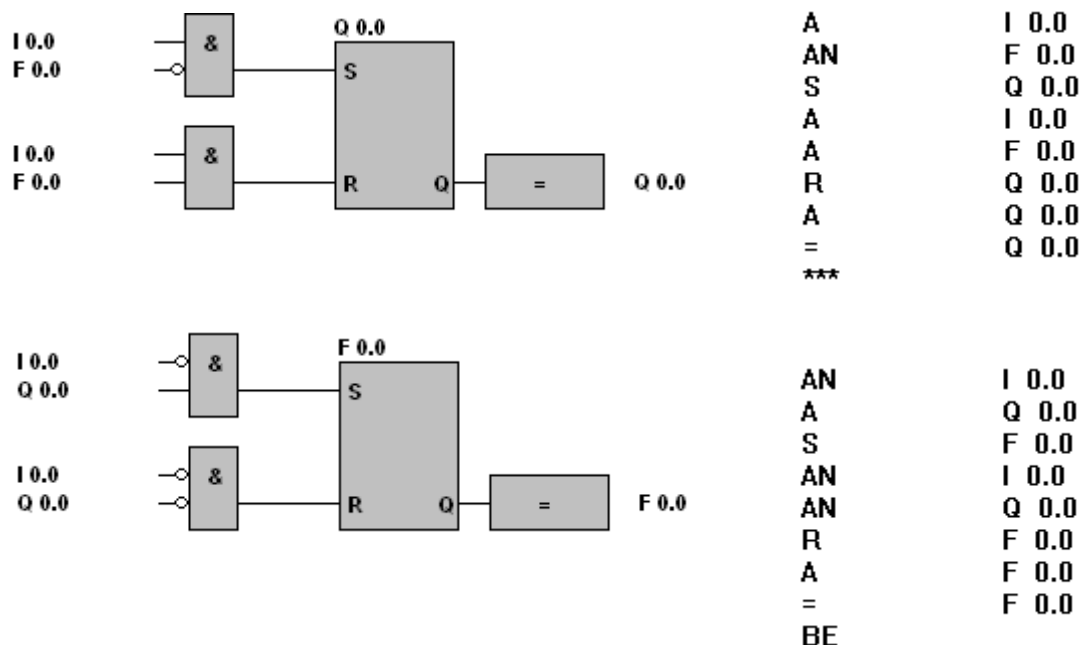 Q 0.0
I 0.0
&
F 0.0
S
I 0.0
&
F 0.0
R Q = Q 0.0
A I 0.0
AN F 0.0
S Q 0.0
A I 0.0
A F 0.0
R Q 0.0
A Q 0.0
= Q 0.0
***
F 0.0
I 0.0
&
Q 0.0
S
I 0.0
&
Q 0.0
R Q = F 0.0
AN I 0.0
A Q 0.0
S F 0.0
AN I 0.0
AN Q 0.0
R F 0.0
A F 0.0
= F 0.0
BE